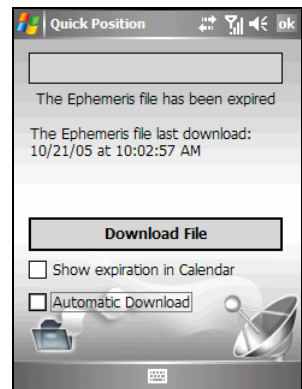 Quick Position ok
The Ephemeris file has been expired
The Ephemeris file last download:
10/21/05 at 10:02:57 AM
Download File
Show expiration in Calendar
Automatic Download